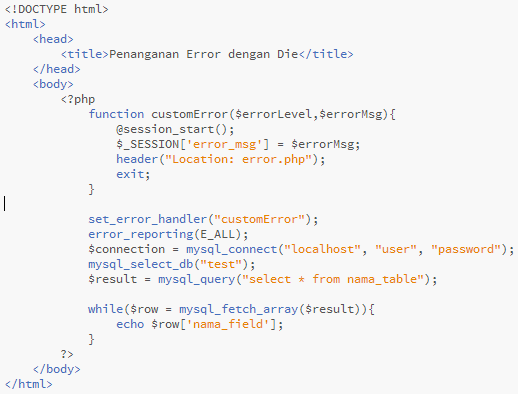 <!DOCTYPE html>
<html>
    <head>
        <title>Penanganan Error dengan Die</title>
    </head>
    <body>
        <?php
            function customError($errorLevel,$errorMsg){
                @session_start();
                $_SESSION['error_msg'] = $errorMsg;
                header("Location: error.php");
                exit;
            }

            set_error_handler("customError");
            error_reporting(E_ALL);
            $connection = mysql_connect("localhost", "user", "password");
            mysql_select_db("test");
            $result = mysql_query("select * from nama_table");

            while($row = mysql_fetch_array($result)){
                echo $row['nama_field'];
            }
        ?>
    </body>
</html>